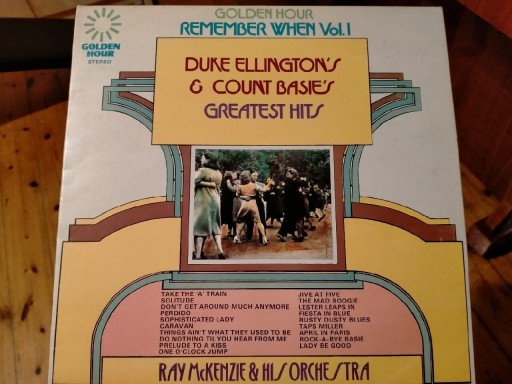 GOLDEN HOUR
REMEMBER WHEN Vol.1
GOLDEN
HOUR
STEREO
DUKE ELLINGTON'S
& COUNT BASIE'S
GREATEST HITS
TAKE THE 'A' TRAIN
SOLITUDE
DON'T GET AROUND MUCH ANYMORE
PERDIDO
SOPHISTICATED LADY
CARAVAN
THINGS AIN'T WHAT THEY USED TO BE
DO NOTHING TIL YOU HEAR FROM ME
PRELUDE TO A KISS
ONE O'CLOCK JUMP
JIVE AT FIVE
THE MAD BOOGIE
LESTER LEAPS IN
FIESTA IN BLUE
RUSTY DUSTY BLUES
TAPS MILLER
APRIL IN PARIS
ROCK-A-BYE BASIE
LADY BE GOOD
RAY McKENZIE & HIS ORCHESTRA